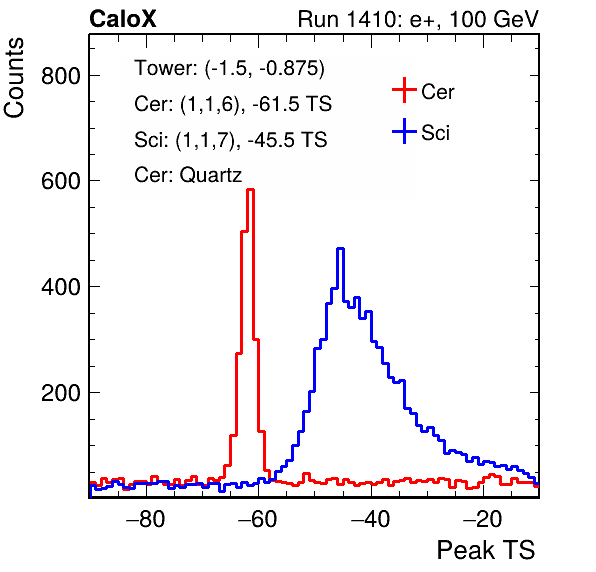 CaloX Run 1410: e+, 100 GeV
Counts
Tower: (-1.5, -0.875)
Cer: (1,1,6), -61.5 TS
Sci: (1,1,7), -45.5 TS
Cer: Quartz
Cer
Sci
800
600
400
200
−80 −60 −40 −20
Peak TS